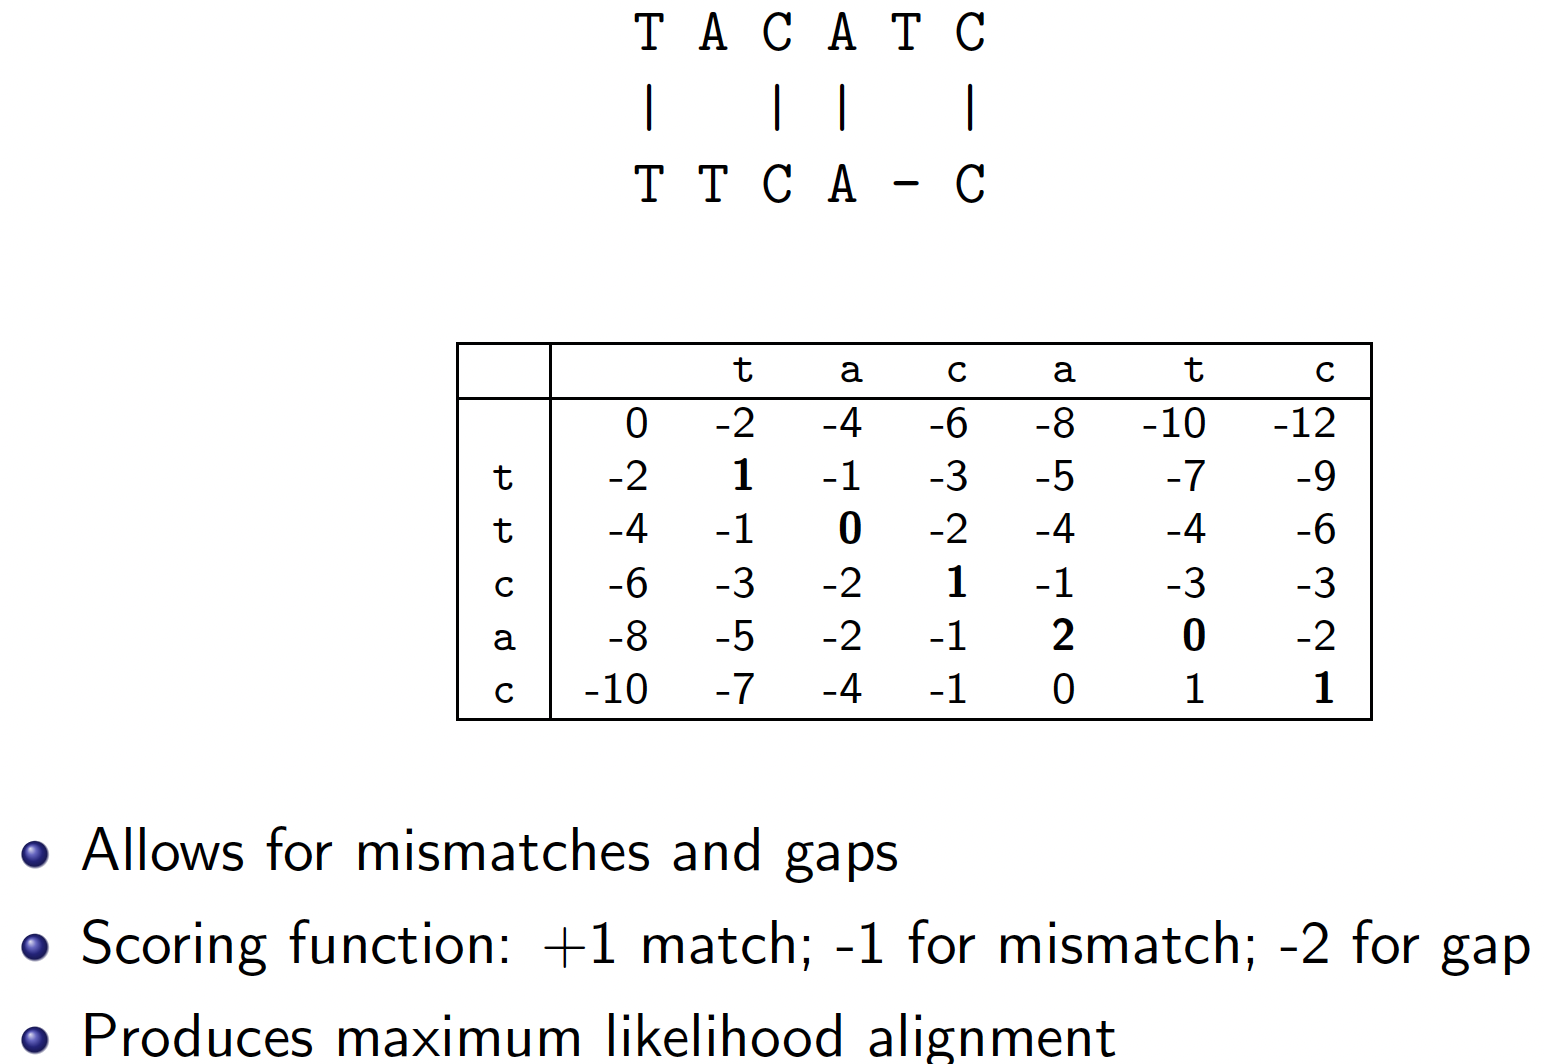 T A C A T C
| | | |
T T C A - C
t a c a t c
0 -2 -4 -6 -8 -10 -12
t -2 1 -1 -3 -5 -7 -9
t -4 -1 0 -2 -4 -4 -6
c -6 -3 -2 1 -1 -3 -3
a -8 -5 -2 -1 2 0 -2
c -10 -7 -4 -1 0 1 1
Allows for mismatches and gaps
Scoring function: +1 match; -1 for mismatch; -2 for gap
Produces maximum likelihood alignment